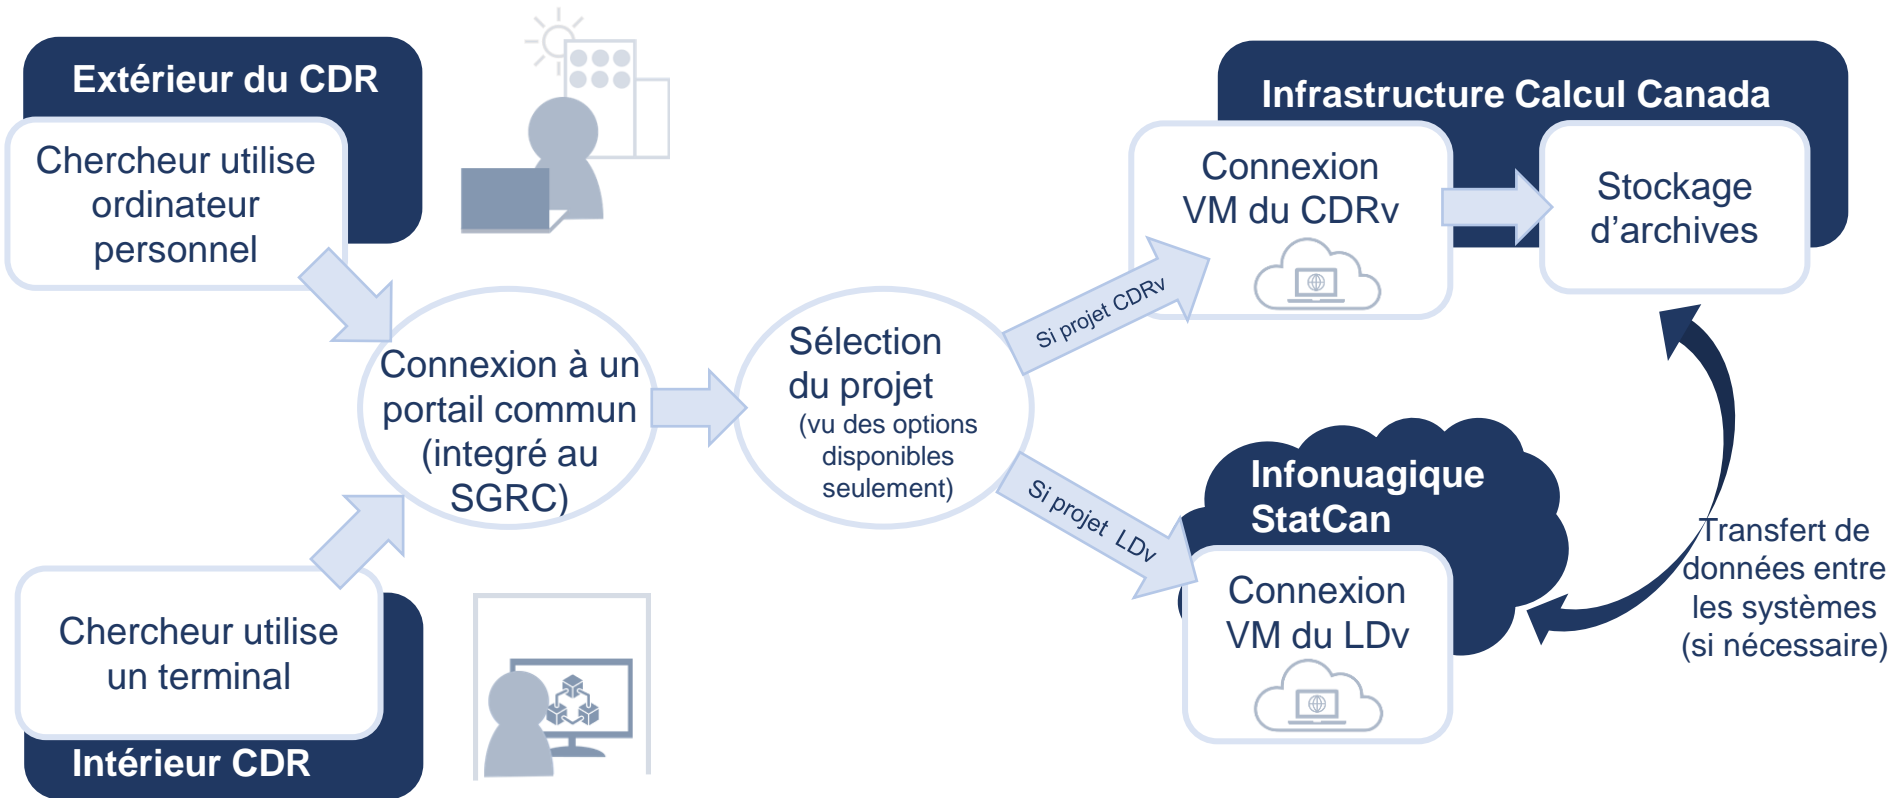 Extérieur du CDR
Chercheur utilise
ordinateur
personnel
Connexion à un
portail commun
(integré au
SGRC)
Chercheur utilise
un terminal
Intérieur CDR
Sélection
du projet
(vu des options
disponibles
seulement)
Si projet CDRv
Si projet LDv
Infrastructure Calcul Canada
Connexion
VM du CDRv
Stockage
d’archives
Infonuagique
StatCan
Connexion
VM du LDv
Transfert de
données entre
les systèmes
(si nécessaire)